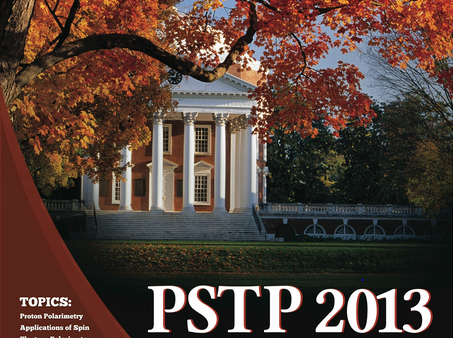 PSTP 2013
TOPICS:
Proton Polarimetry
Applications of Spin